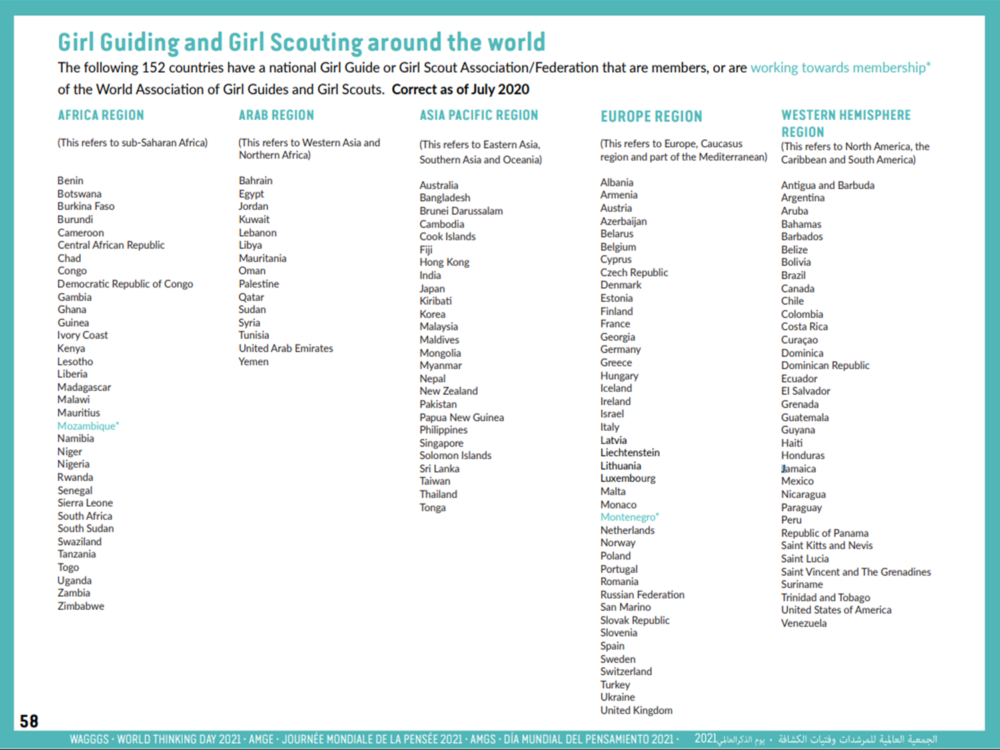 Girl Guiding and Girl Scouting around the world
The following 152 countries have a national Girl Guide or Girl Scout Association/Federation that are members, or are working towards membership*
of the World Association of Girl Guides and Girl Scouts. Correct as of July 2020
AFRICA REGION
(This refers to sub-Saharan Africa)
Benin
Botswana
Burkina Faso
Burundi
Cameroon
Central African Republic
Chad
Congo
Democratic Republic of Congo
Gambia
Ghana
Guinea
Ivory Coast
Kenya
Lesotho
Liberia
Madagascar
Malawi
Mauritius
Mozambique*
Namibia
Niger
Nigeria
Rwanda
Senegal
Sierra Leone
South Africa
South Sudan
Swaziland
Tanzania
Togo
Uganda
Zambia
Zimbabwe
ARAB REGION
(This refers to Western Asia and
Northern Africa)
Bahrain
Egypt
Jordan
Kuwait
Lebanon
Libya
Mauritania
Oman
Palestine
Qatar
Sudan
Syria
Tunisia
United Arab Emirates
Yemen
ASIA PACIFIC REGION
(This refers to Eastern Asia,
Southern Asia and Oceania)
Australia
Bangladesh
Brunei Darussalam
Cambodia
Cook Islands
Fiji
Hong Kong
India
Japan
Kiribati
Korea
Malaysia
Maldives
Mongolia
Myanmar
Nepal
New Zealand
Pakistan
Papua New Guinea
Philippines
Singapore
Solomon Islands
Sri Lanka
Taiwan
Thailand
Tonga
EUROPE REGION
(This refers to Europe, Caucasus
region and part of the Mediterranean)
Albania
Armenia
Austria
Azerbaijan
Belarus
Belgium
Cyprus
Czech Republic
Denmark
Estonia
Finland
France
Georgia
Germany
Greece
Hungary
Iceland
Ireland
Israel
Italy
Latvia
Liechtenstein
Lithuania
Luxembourg
Malta
Monaco
Montenegro*
Netherlands
Norway
Poland
Portugal
Romania
Russian Federation
San Marino
Slovak Republic
Slovenia
Spain
Sweden
Switzerland
Turkey
Ukraine
United Kingdom
WESTERN HEMISPHERE
REGION
(This refers to North America, the
Caribbean and South America)
Antigua and Barbuda
Argentina
Aruba
Bahamas
Barbados
Belize
Bolivia
Brazil
Canada
Chile
Colombia
Costa Rica
Curaçao
Dominica
Dominican Republic
Ecuador
El Salvador
Grenada
Guatemala
Guyana
Haiti
Honduras
Jamaica
Mexico
Nicaragua
Paraguay
Peru
Republic of Panama
Saint Kitts and Nevis
Saint Lucia
Saint Vincent and The Grenadines
Suriname
Trinidad and Tobago
United States of America
Venezuela
58
WAGGGS · WORLD THINKING DAY 2021 · AMGE · JOURNÉE MONDIALE DE LA PENSÉE 2021 · AMGS · DÍA MUNDIAL DEL PENSAMIENTO 2021 · الجمعية العالمية للمرشدات وفتيات الكشافة · يوم الذكرالعالمي2021